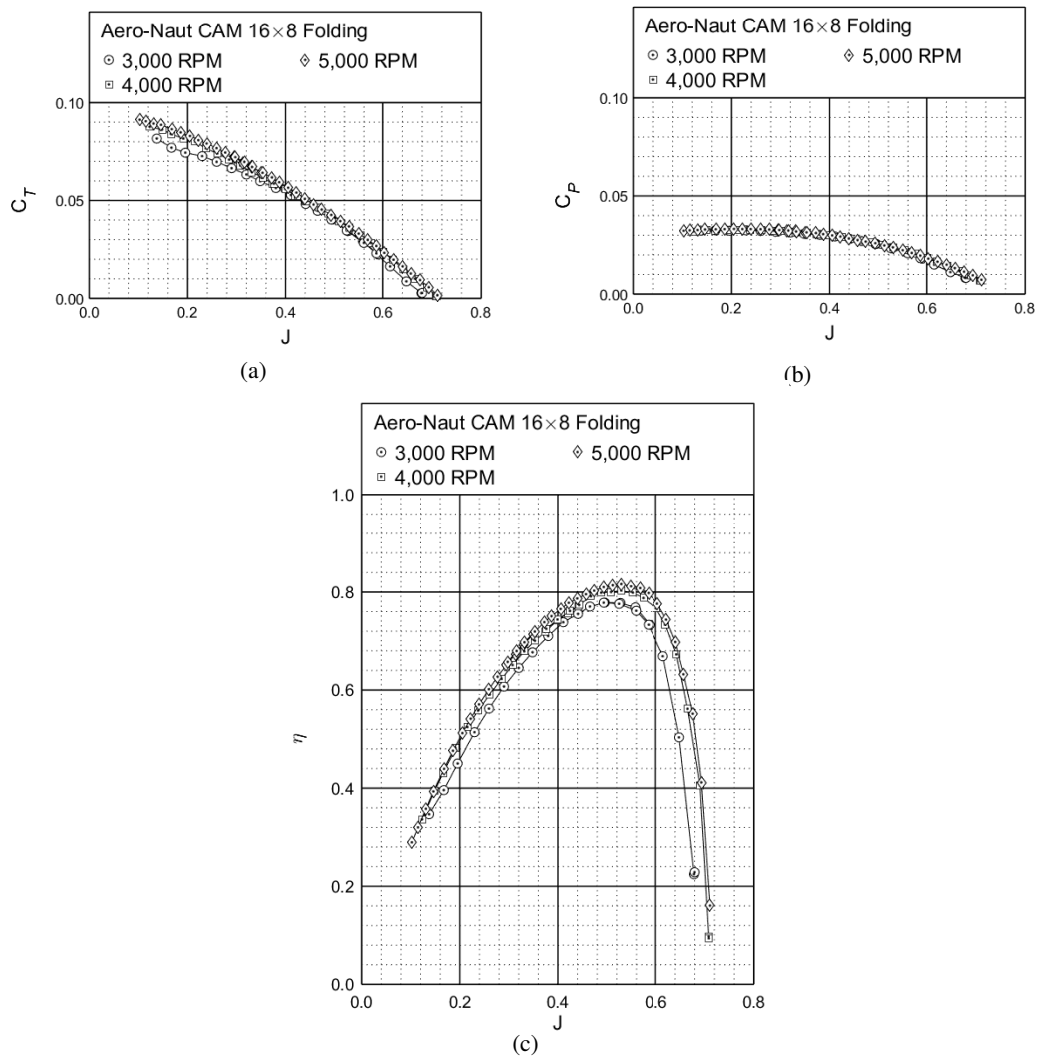 Aero-Naut CAM 16×8 Folding
3,000 RPM
5,000 RPM
4,000 RPM
0.10
0.05
0.00
C_T
0.0
0.2
0.4
0.6
0.8
J
(a)
Aero-Naut CAM 16×8 Folding
3,000 RPM
5,000 RPM
4,000 RPM
0.10
0.05
0.00
C_P
0.0
0.2
0.4
0.6
0.8
J
(b)
Aero-Naut CAM 16×8 Folding
3,000 RPM
5,000 RPM
4,000 RPM
1.0
0.8
0.6
η
0.4
0.2
0.0
0.0
0.2
0.4
0.6
0.8
J
(c)